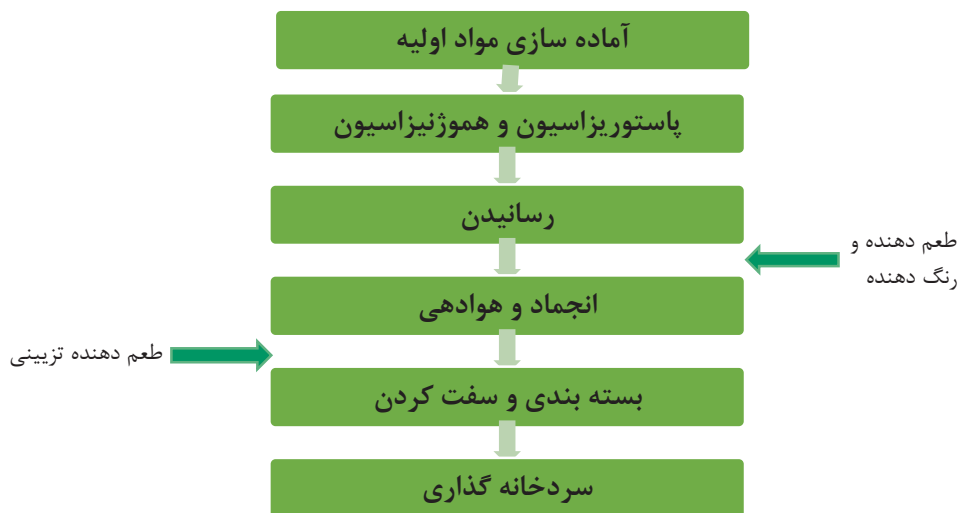 آماده سازی مواد اولیه
پاستوریزاسیون و هموژنیزاسیون
رسانیدن
طعم دهنده و
رنگ دهنده
انجماد و هوادهی
طعم دهنده تزیینی
بسته بندی و سفت کردن
سردخانه گذاری